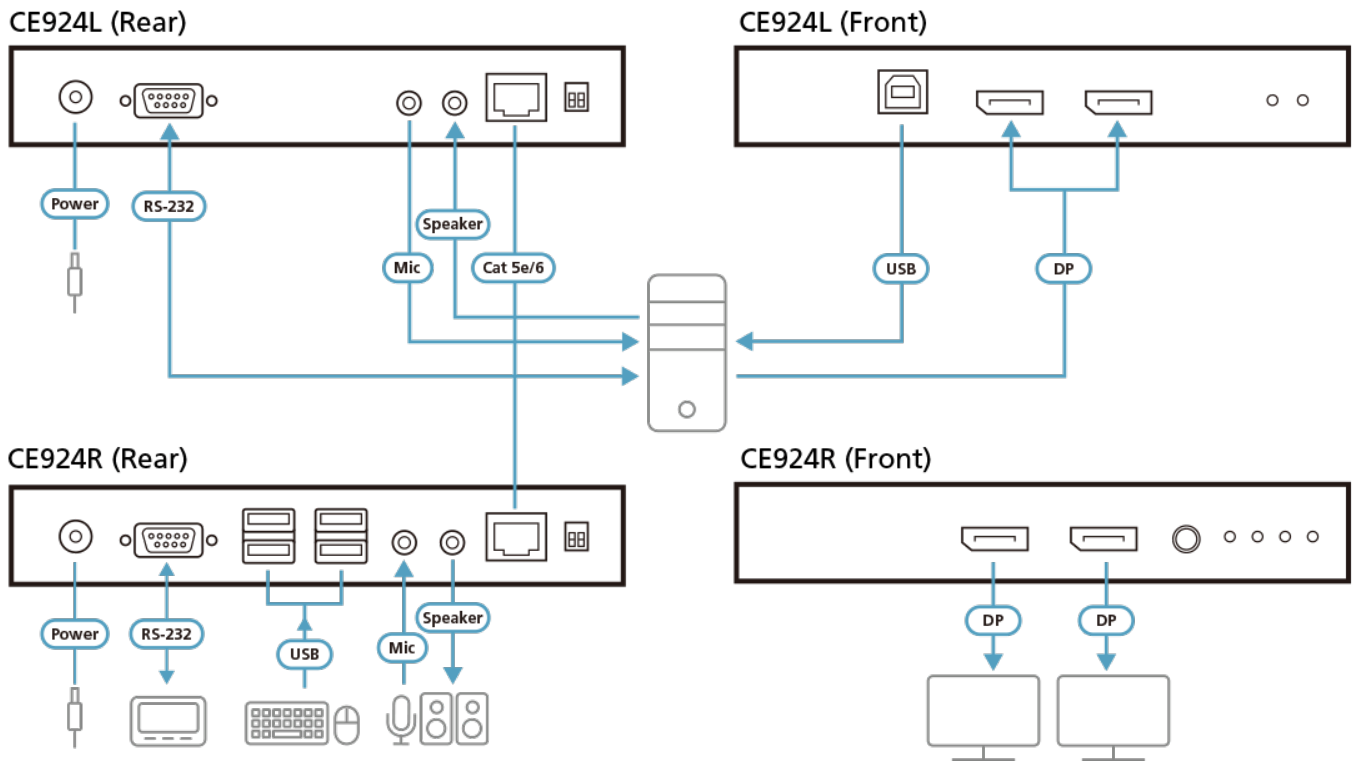 CE924L (Rear)
CE924L (Front)
Power
RS-232
Speaker
Mic
Cat 5e/6
USB
DP
CE924R (Rear)
CE924R (Front)
Power
RS-232
USB
Mic
Speaker
DP
DP